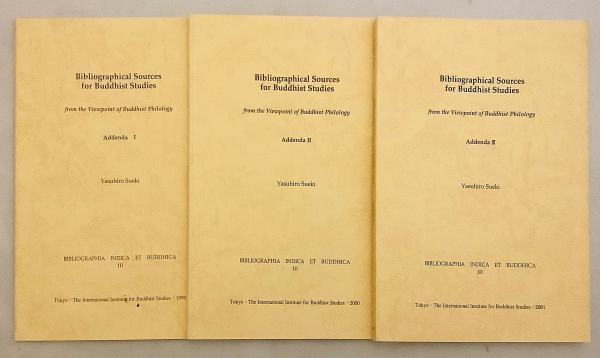 Bibliographical Sources
for Buddhist Studies
from the Viewpoint of Buddhist Philology
Addenda I
Yasuhiro Sueki
BIBLIOGRAPHIA INDICA ET BUDDHICA
III
Tokyo・The International Institute for Buddhist Studies・1999
Bibliographical Sources
for Buddhist Studies
from the Viewpoint of Buddhist Philology
Addenda II
Yasuhiro Sueki
BIBLIOGRAPHIA INDICA ET BUDDHICA
III
Tokyo・The International Institute for Buddhist Studies・2000
Bibliographical Sources
for Buddhist Studies
from the Viewpoint of Buddhist Philology
Addenda Ⅲ
Yasuhiro Sueki
BIBLIOGRAPHIA INDICA ET BUDDHICA
III
Tokyo・The International Institute for Buddhist Studies・2001